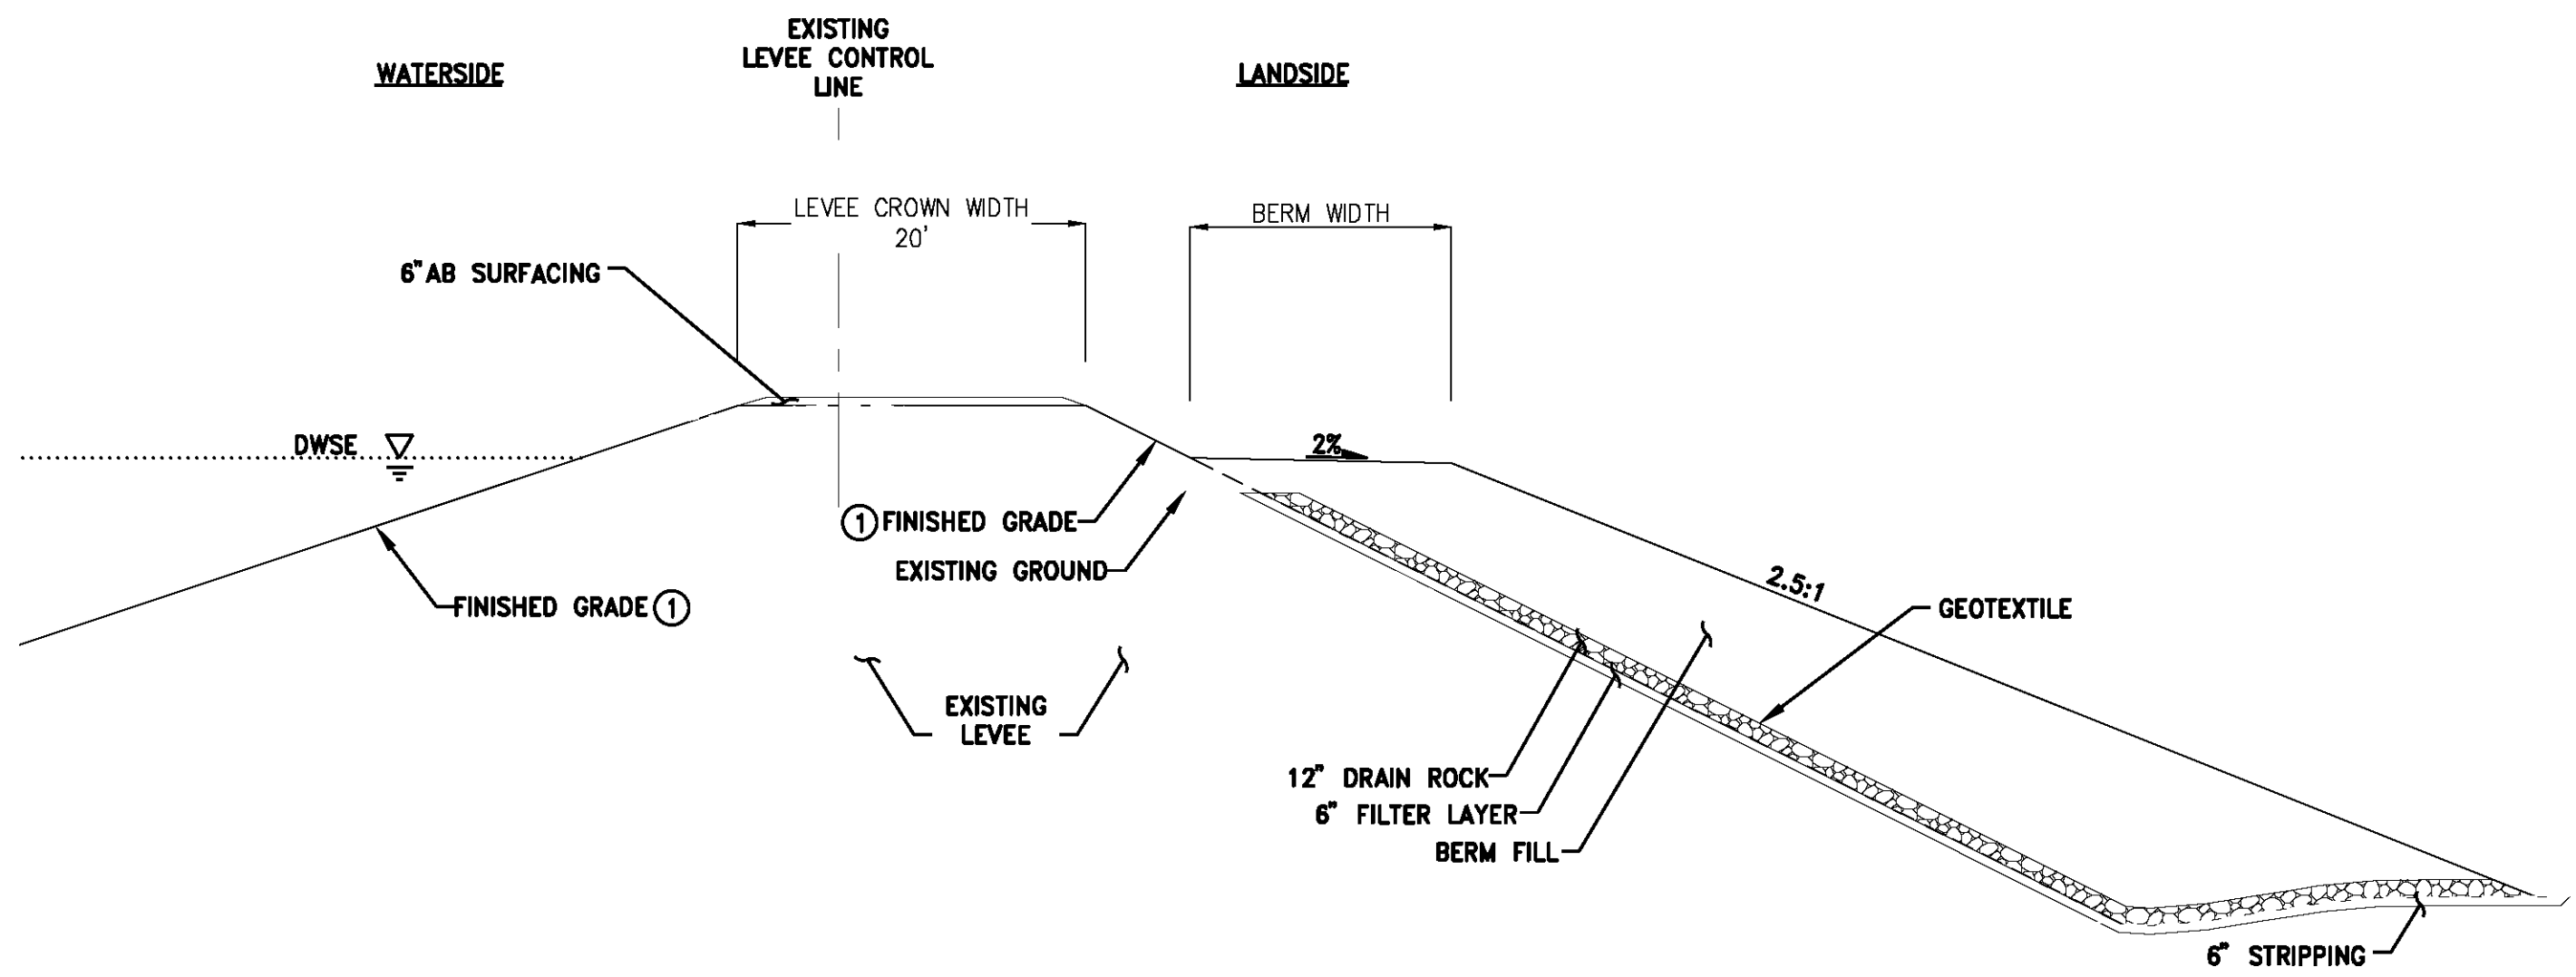 WATERSIDE
EXISTING
LEVEE CONTROL
LINE
LANDSIDE
LEVEE CROWN WIDTH
20'
BERM WIDTH
6" AB SURFACING
DWSE
2%
1 FINISHED GRADE
EXISTING GROUND
FINISHED GRADE 1
2.5:1
GEOTEXTILE
EXISTING
LEVEE
12" DRAIN ROCK
6" FILTER LAYER
BERM FILL
6" STRIPPING